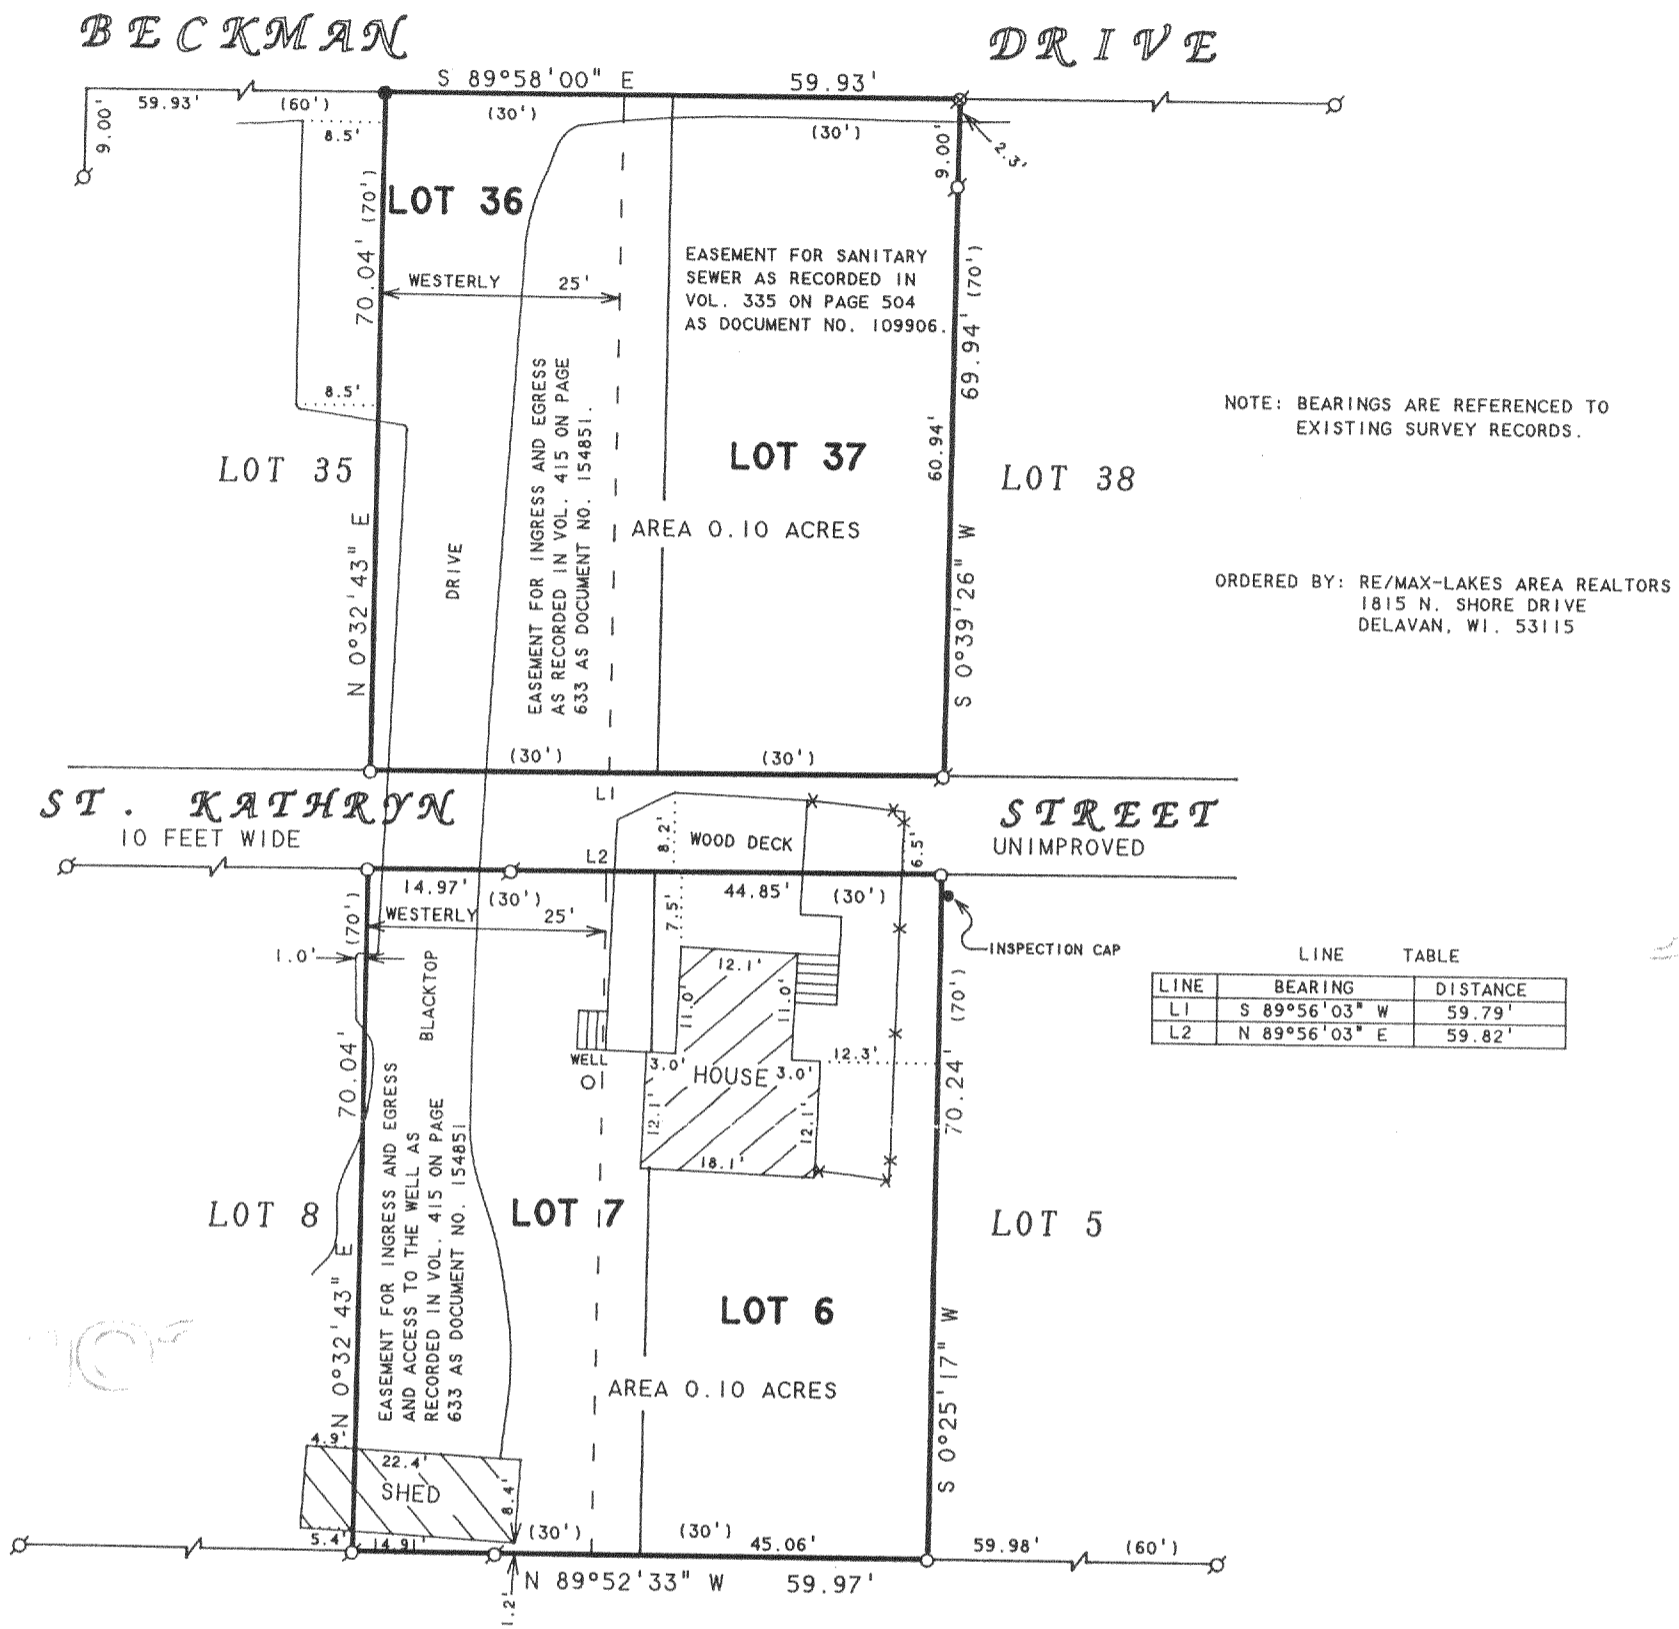 BECKMAN DRIVE
S 89°58'00" E 59.93'
59.93' (60') (30') (30')
9.00'
8.5'
9.00'
2.3'
LOT 36
70.04' (70')
WESTERLY 25'
EASEMENT FOR SANITARY
SEWER AS RECORDED IN
VOL. 335 ON PAGE 504
AS DOCUMENT NO. 109906.
69.94' (70')
8.5'
EASEMENT FOR INGRESS AND EGRESS
AS RECORDED IN VOL. 415 ON PAGE
633 AS DOCUMENT NO. 154851.
NOTE: BEARINGS ARE REFERENCED TO
EXISTING SURVEY RECORDS.
LOT 35
LOT 37
60.94'
LOT 38
AREA 0.10 ACRES
N 0°32'43" E
DRIVE
S 0°39'26" W
ORDERED BY: RE/MAX-LAKES AREA REALTORS
1815 N. SHORE DRIVE
DELAVAN, WI. 53115
(30') (30')
L1
ST. KATHRYN STREET
10 FEET WIDE
UNIMPROVED
8.2'
WOOD DECK
6.5'
L2
14.97' (30') 44.85' (30')
(70')
WESTERLY 25'
7.5'
1.0'
BLACKTOP
INSPECTION CAP
LINE TABLE
LINE BEARING DISTANCE
L1 S 89°56'03" W 59.79'
L2 N 89°56'03" E 59.82'
12.1'
11.0'
11.0'
WELL
3.0'
HOUSE
3.0'
12.3'
70.24' (70')
70.04'
12.1'
12.1'
18.1'
EASEMENT FOR INGRESS AND EGRESS
AND ACCESS TO THE WELL AS
RECORDED IN VOL. 415 ON PAGE
633 AS DOCUMENT NO. 154851
LOT 8
LOT 7
LOT 5
LOT 6
N 0°32'43" E
AREA 0.10 ACRES
S 0°25'17" W
4.9'
22.4'
SHED
8.4'
5.4' 14.91' (30') (30') 45.06' 59.98' (60')
N 89°52'33" W 59.97'
1.2'